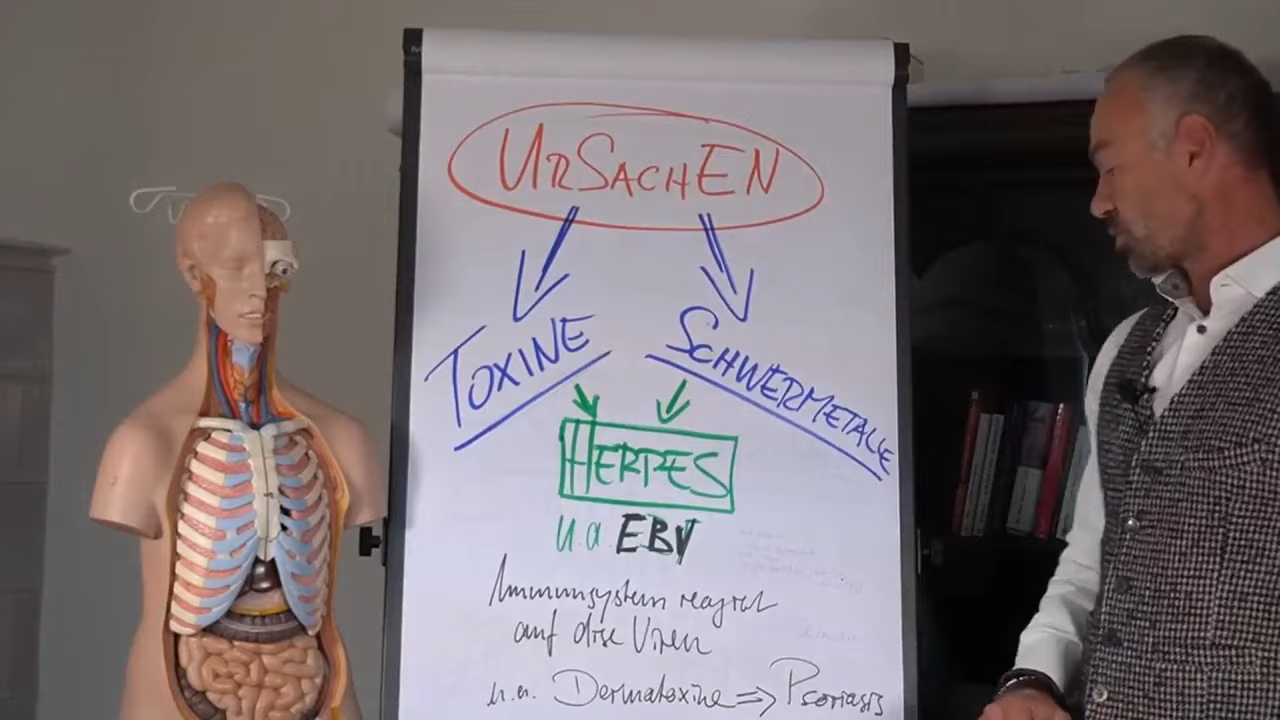 URSACHEN
TOXINE
SCHWERMETALLE
HERPES
u.a. EBV
Immunsystem reagiert
auf diese Viren
u.a. Dermatoxine => Psoriasis